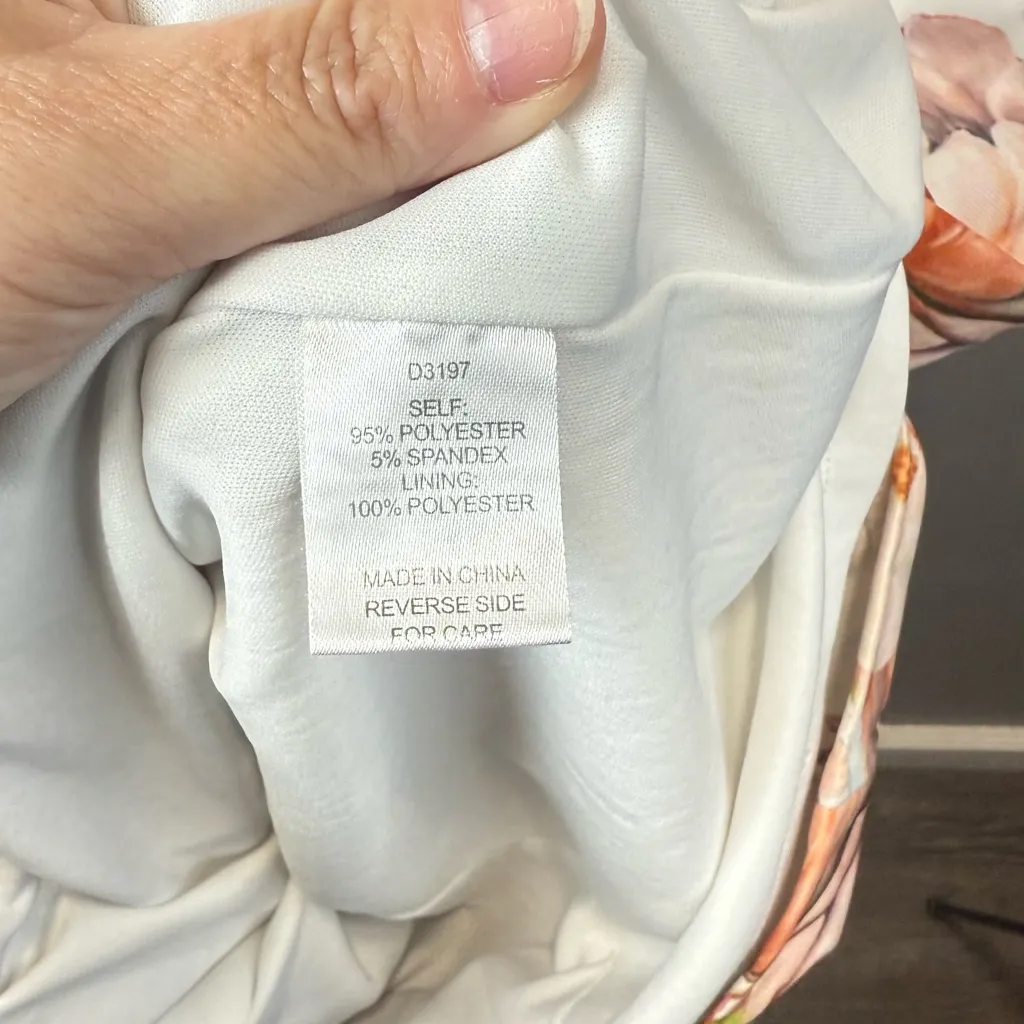 D3197
SELF:
95% POLYESTER
5% SPANDEX
LINING:
100% POLYESTER
MADE IN CHINA
REVERSE SIDE
FOR CARE